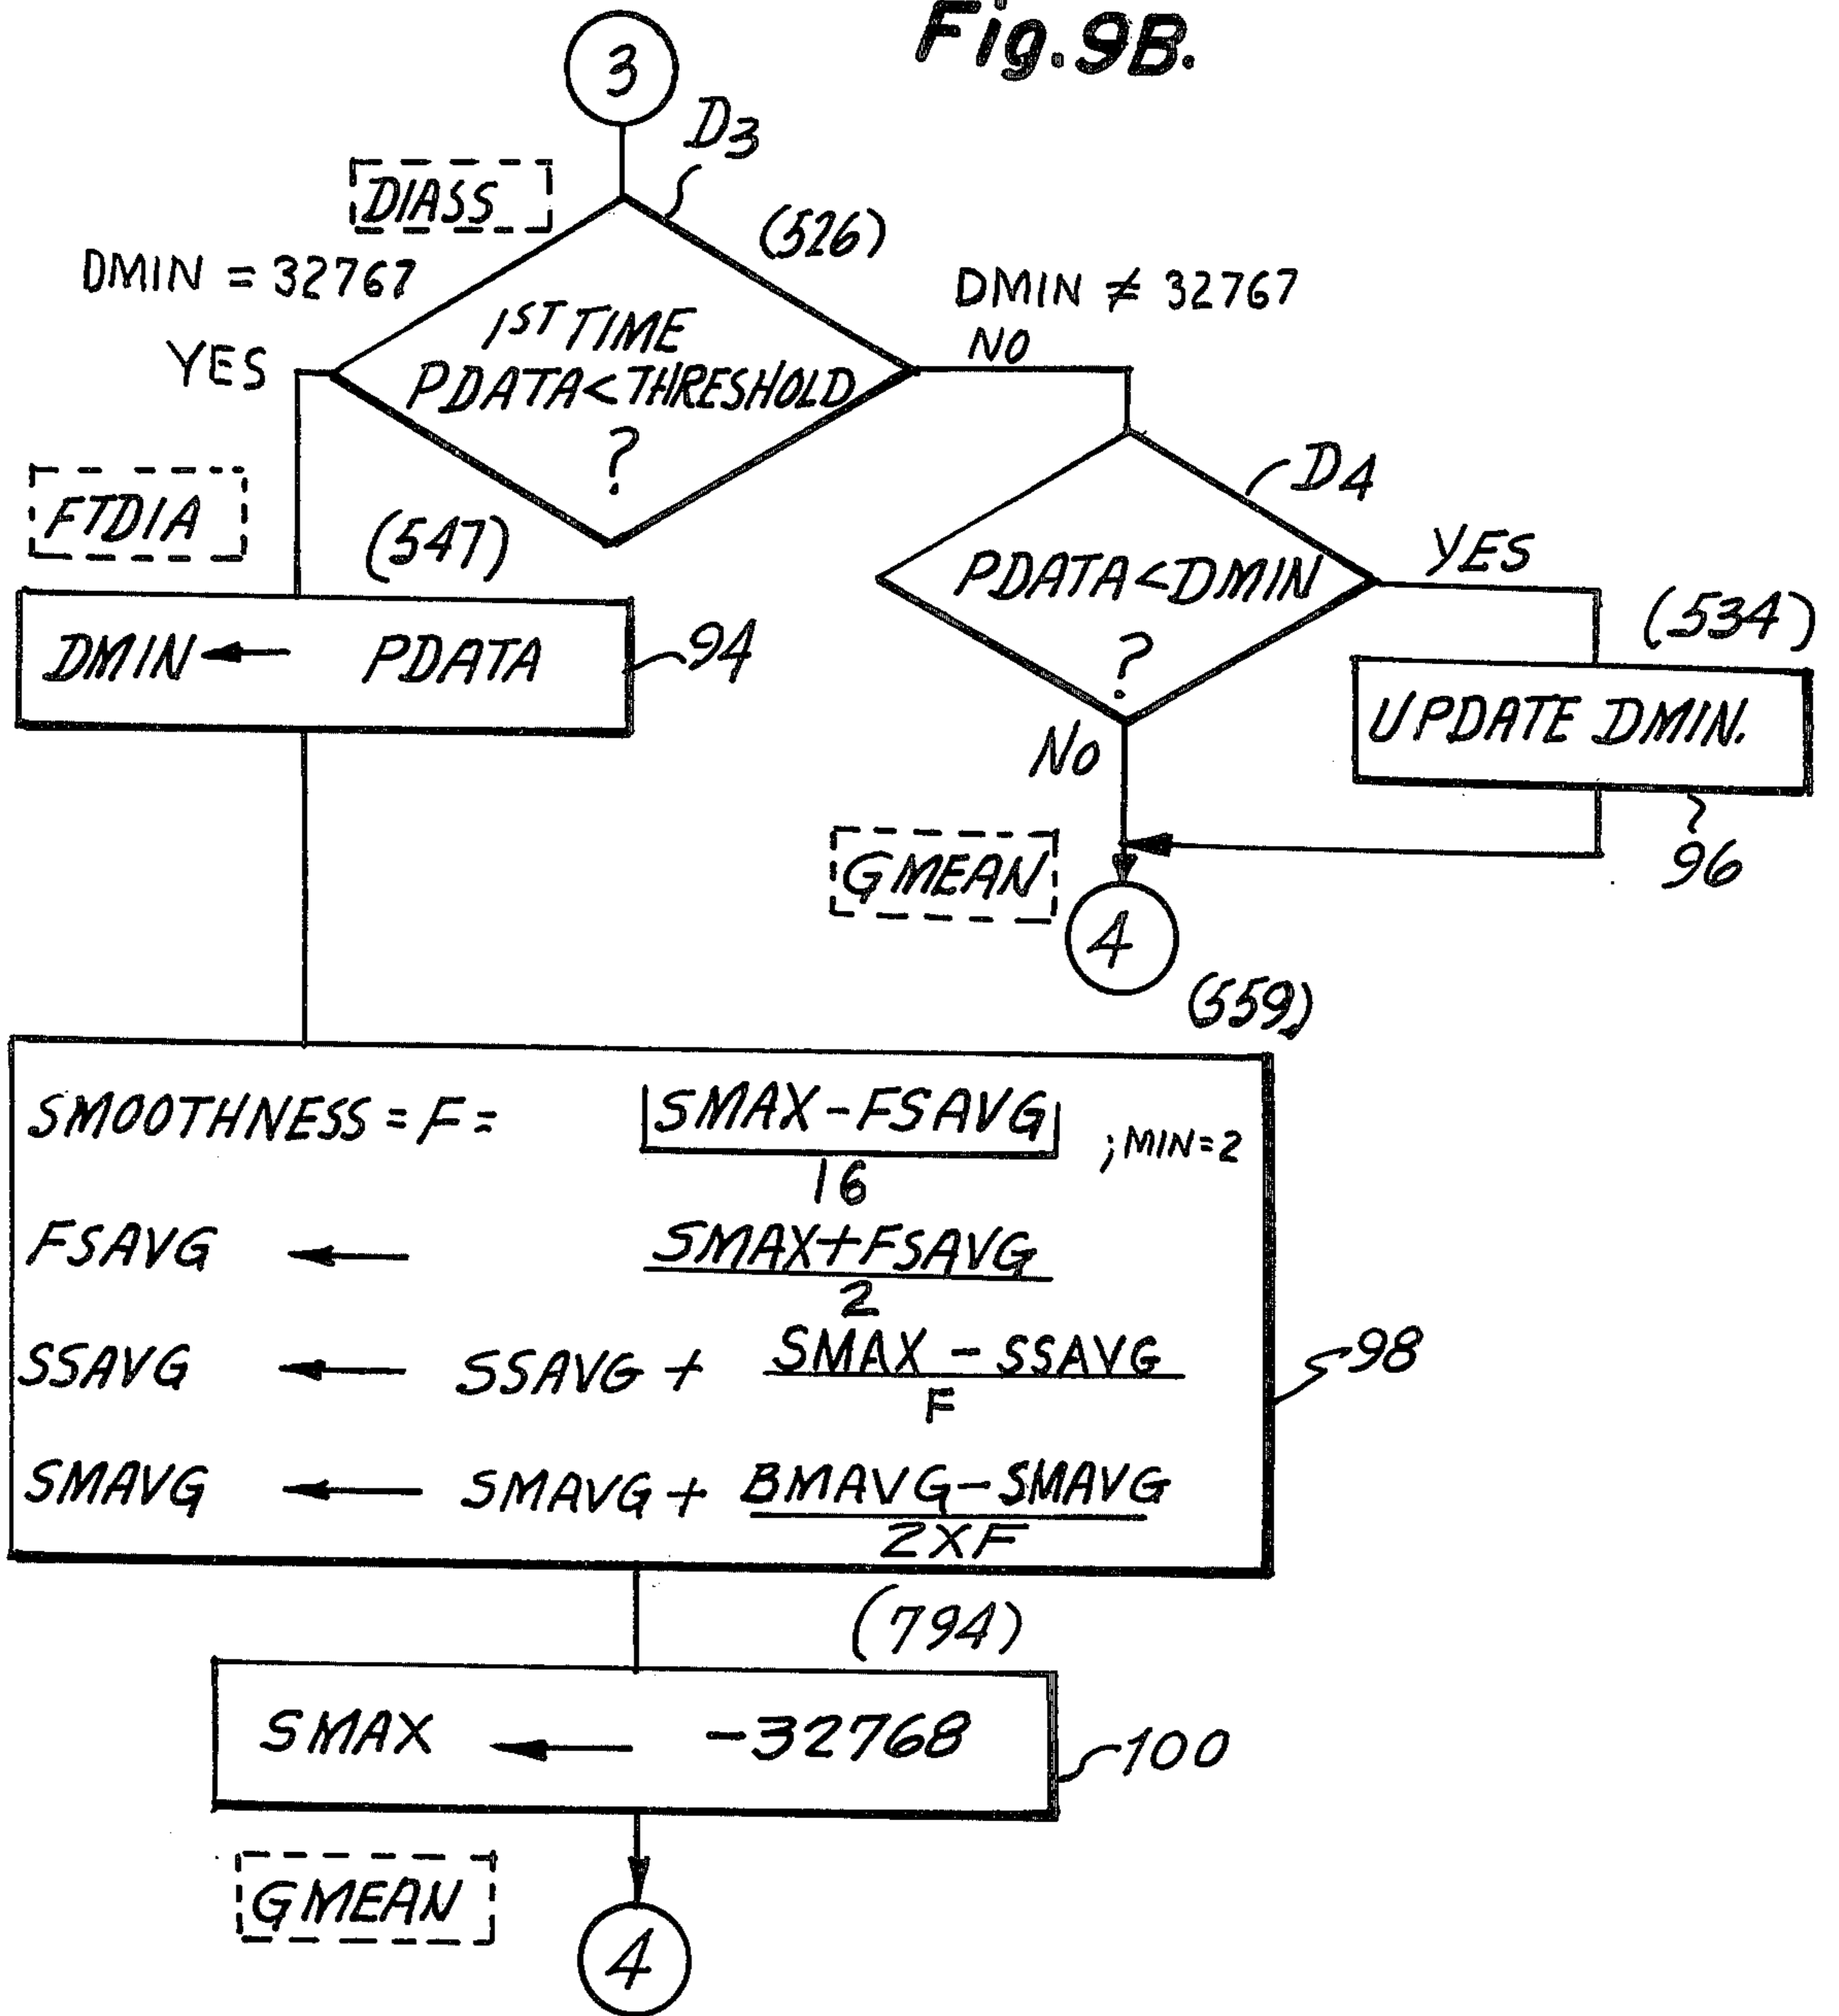 Fig.9B.
3
D3
DIASS
(526)
DMIN = 32767
DMIN ≠ 32767
1ST TIME
PDATA < THRESHOLD
?
YES
NO
D4
FTDIA
(547)
PDATA < DMIN
?
YES
(534)
DMIN ← PDATA
94
UPDATE DMIN.
NO
96
GMEAN
4
(559)
SMOOTHNESS = F = |SMAX - FSAVG| ; MIN=2
16
FSAVG ← SMAX + FSAVG
2
SSAVG ← SSAVG + SMAX - SSAVG
F
98
SMAVG ← SMAVG + BMAVG - SMAVG
2XF
(794)
SMAX ← -32768
100
GMEAN
4